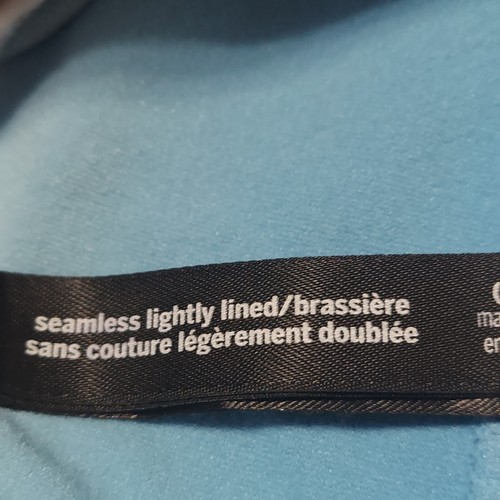 seamless lightly lined/brassière
sans couture légèrement doublée